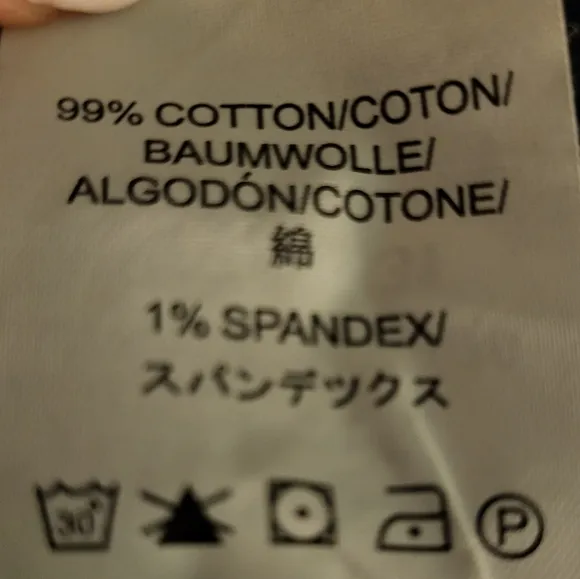 99% COTTON/COTON/
BAUMWOLLE/
ALGODÓN/COTONE/
綿
1% SPANDEX/
スパンデックス
30° P